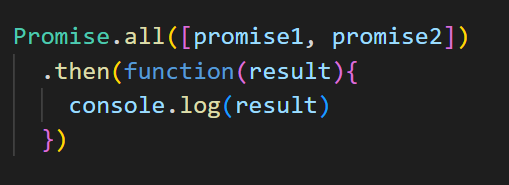 Promise.all([promise1, promise2])
  .then(function(result){
    console.log(result)
  })